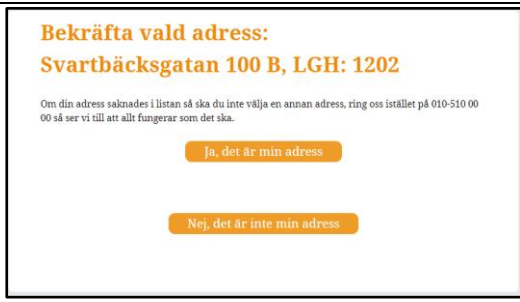 Bekräfta vald adress:
Svartbäcksgatan 100 B, LGH: 1202
Om din adress saknades i listan så ska du inte välja en annan adress, ring oss istället på 010-510 00
00 så ser vi till att allt fungerar som det ska.
Ja, det är min adress
Nej, det är inte min adress